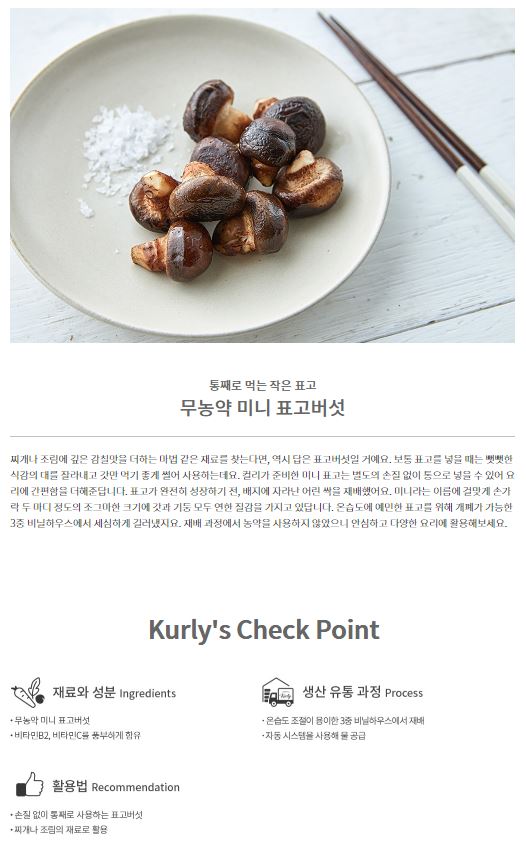 통째로 먹는 작은 표고
무농약 미니 표고버섯
찌개나 조림에 깊은 감칠맛을 더하는 마법 같은 재료를 찾는다면, 역시 답은 표고버섯일 거예요. 보통 표고를 넣을 때는 뻣뻣한
식감의 대를 잘라내고 갓만 먹기 좋게 썰어 사용하는데요. 컬리가 준비한 미니 표고는 별도의 손질 없이 통으로 넣을 수 있어 요
리에 간편함을 더해준답니다. 표고가 완전히 성장하기 전, 배지에 자라난 어린 싹을 재배했어요. 미니라는 이름에 걸맞게 손가
락 두 마디 정도의 조그마한 크기에 갓과 기둥 모두 연한 질감을 가지고 있답니다. 온습도에 예민한 표고를 위해 개폐가 가능한
3중 비닐하우스에서 세심하게 길러냈지요. 재배 과정에서 농약을 사용하지 않았으니 안심하고 다양한 요리에 활용해보세요.
Kurly's Check Point
재료와 성분 Ingredients
• 무농약 미니 표고버섯
• 비타민B2, 비타민C를 풍부하게 함유
생산 유통 과정 Process
Kurly
• 온습도 조절이 용이한 3중 비닐하우스에서 재배
• 자동 시스템을 사용해 물 공급
활용법 Recommendation
• 손질 없이 통째로 사용하는 표고버섯
• 찌개나 조림의 재료로 활용